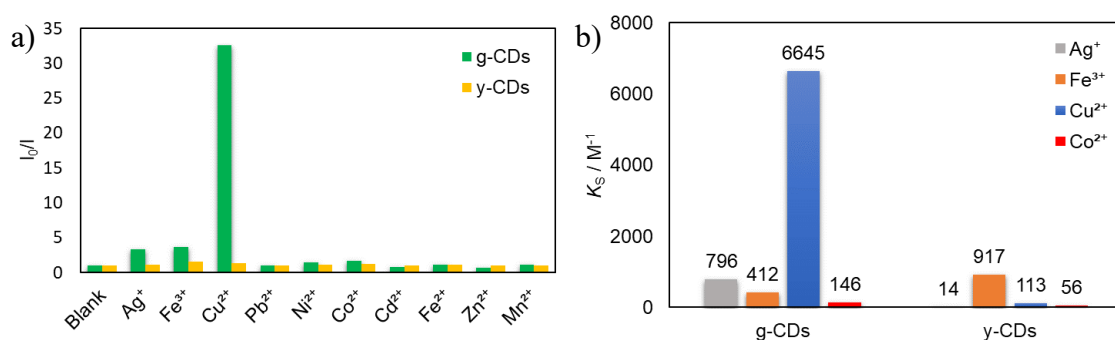 a)
35
30
25
20
15
10
5
0
I₀/I
g-CDs
y-CDs
Blank
Ag⁺
Fe³⁺
Cu²⁺
Pb²⁺
Ni²⁺
Co²⁺
Cd²⁺
Fe²⁺
Zn²⁺
Mn²⁺
b)
8000
6000
4000
2000
0
K_S / M⁻¹
Ag⁺
Fe³⁺
Cu²⁺
Co²⁺
796
412
6645
146
14
917
113
56
g-CDs
y-CDs